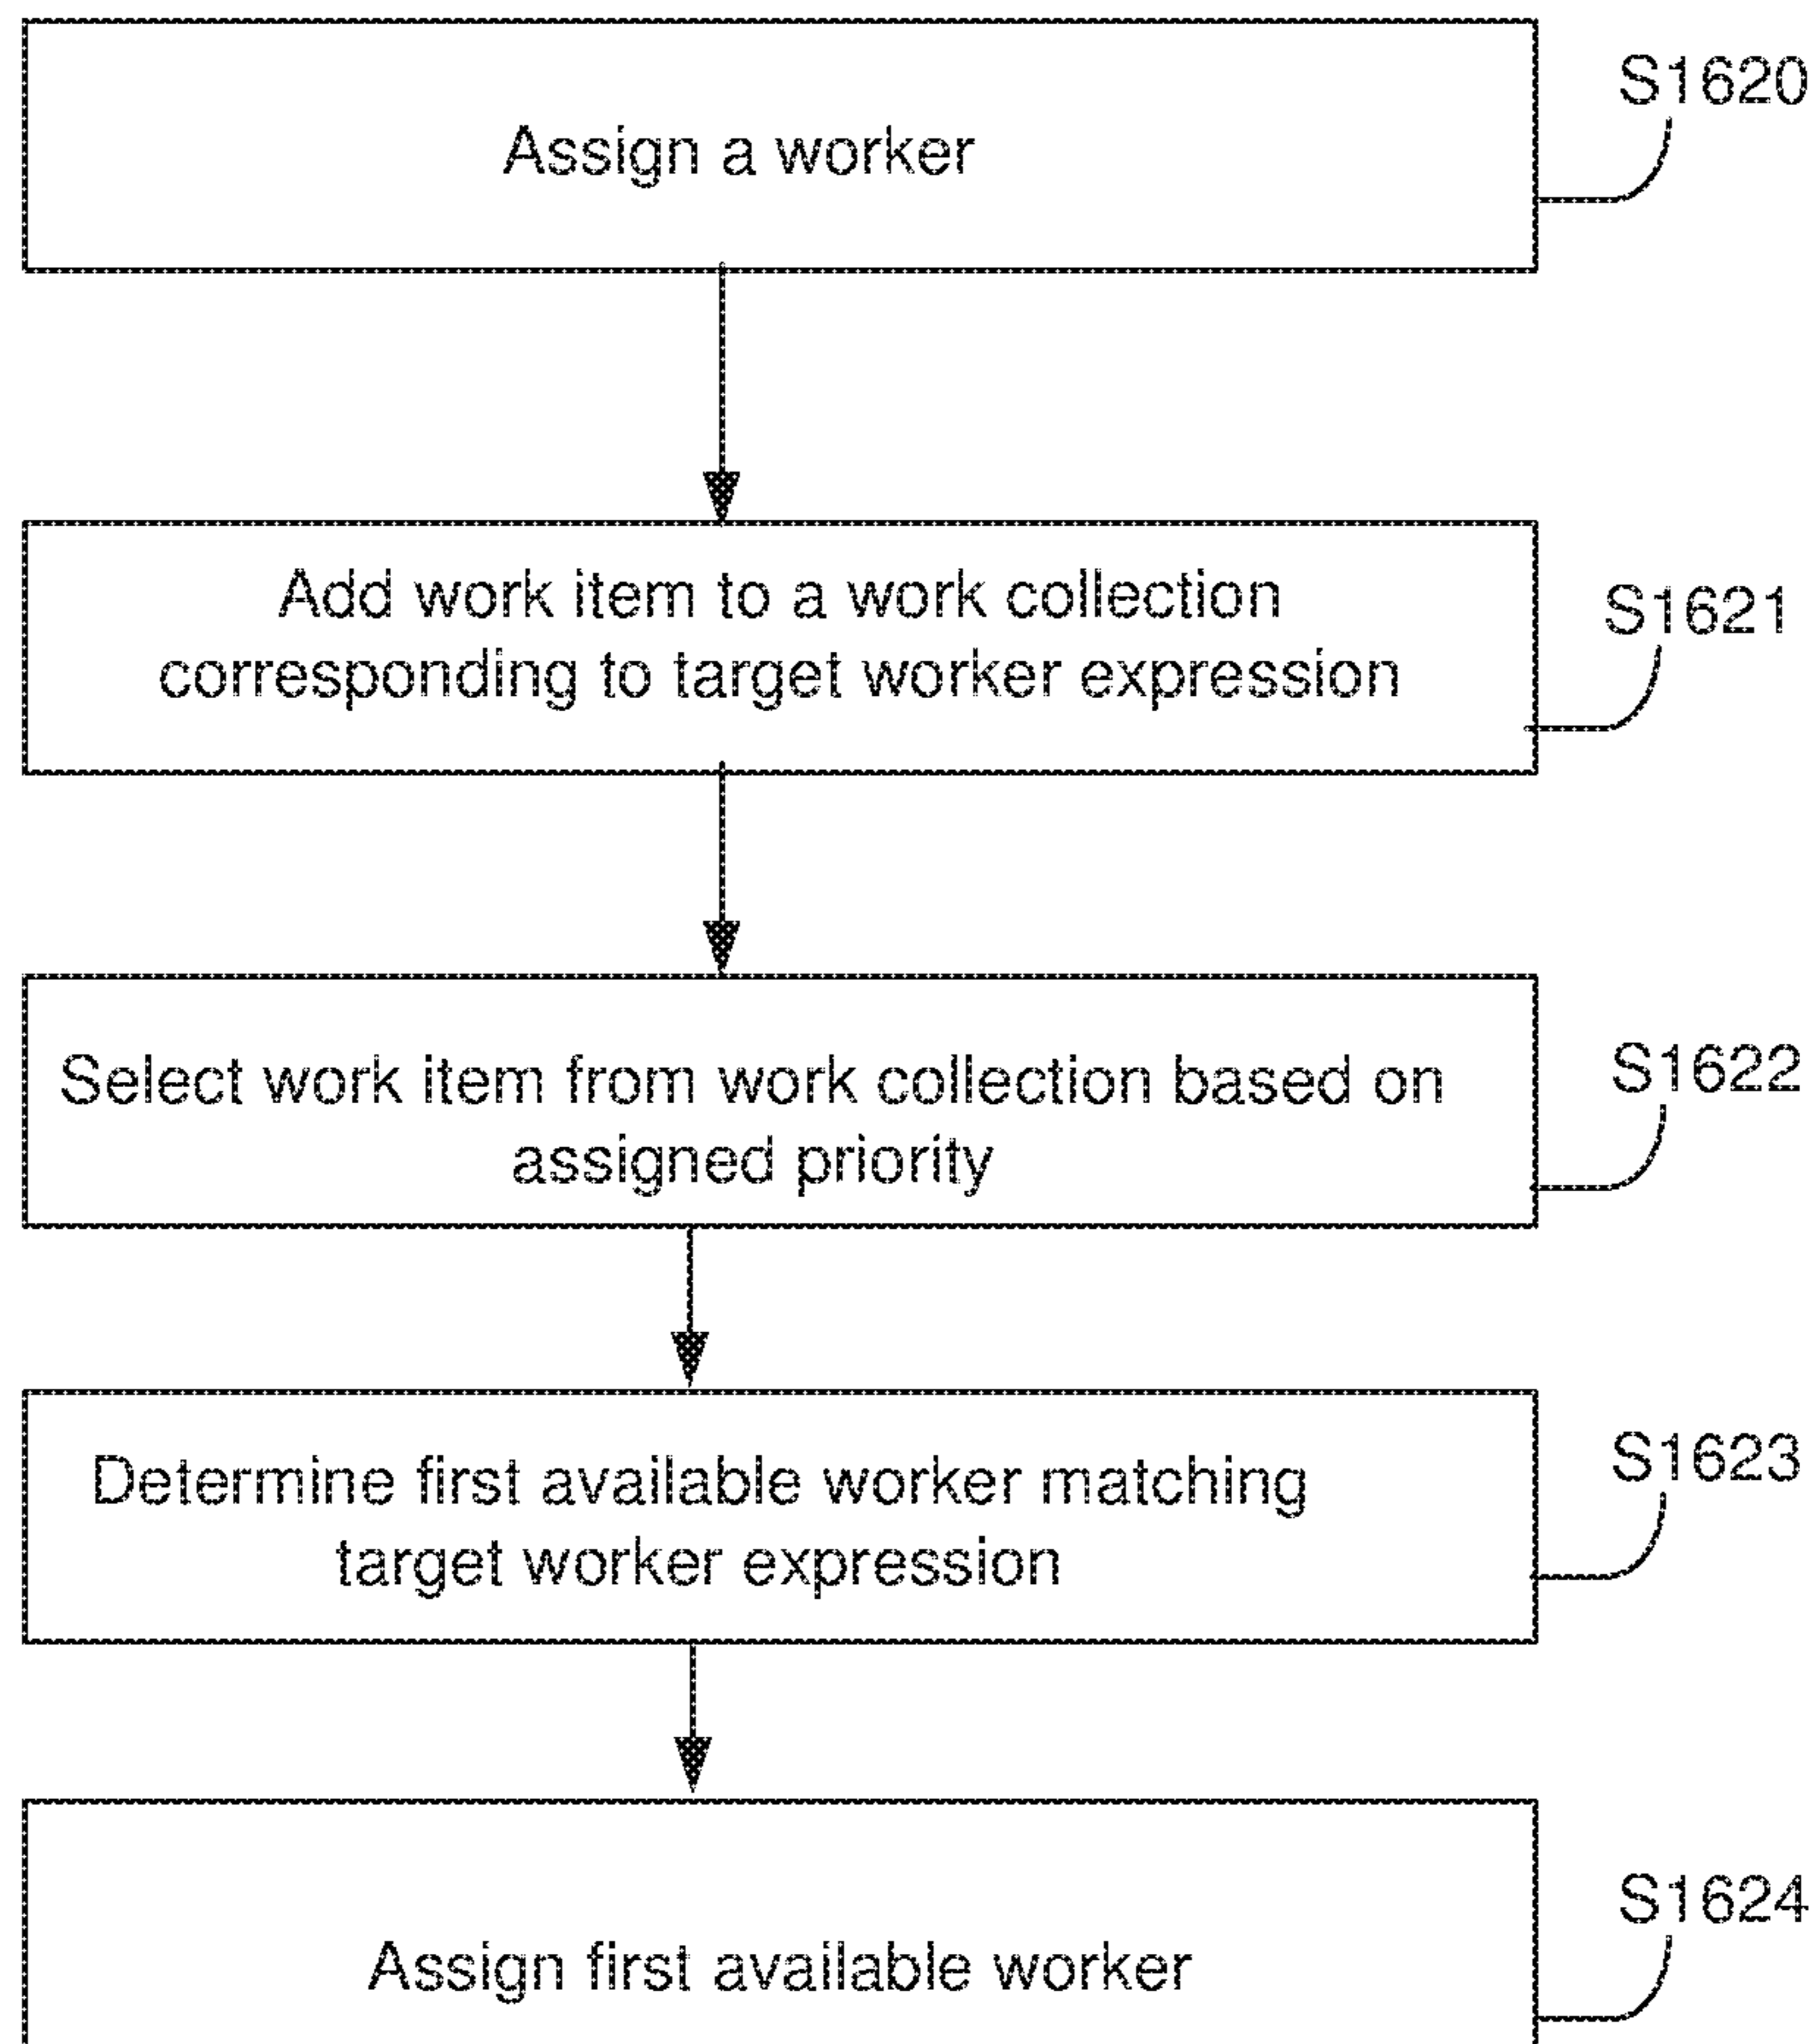 Assign a worker
S1620
Add work item to a work collection
corresponding to target worker expression
S1621
Select work item from work collection based on
assigned priority
S1622
Determine first available worker matching
target worker expression
S1623
Assign first available worker
S1624